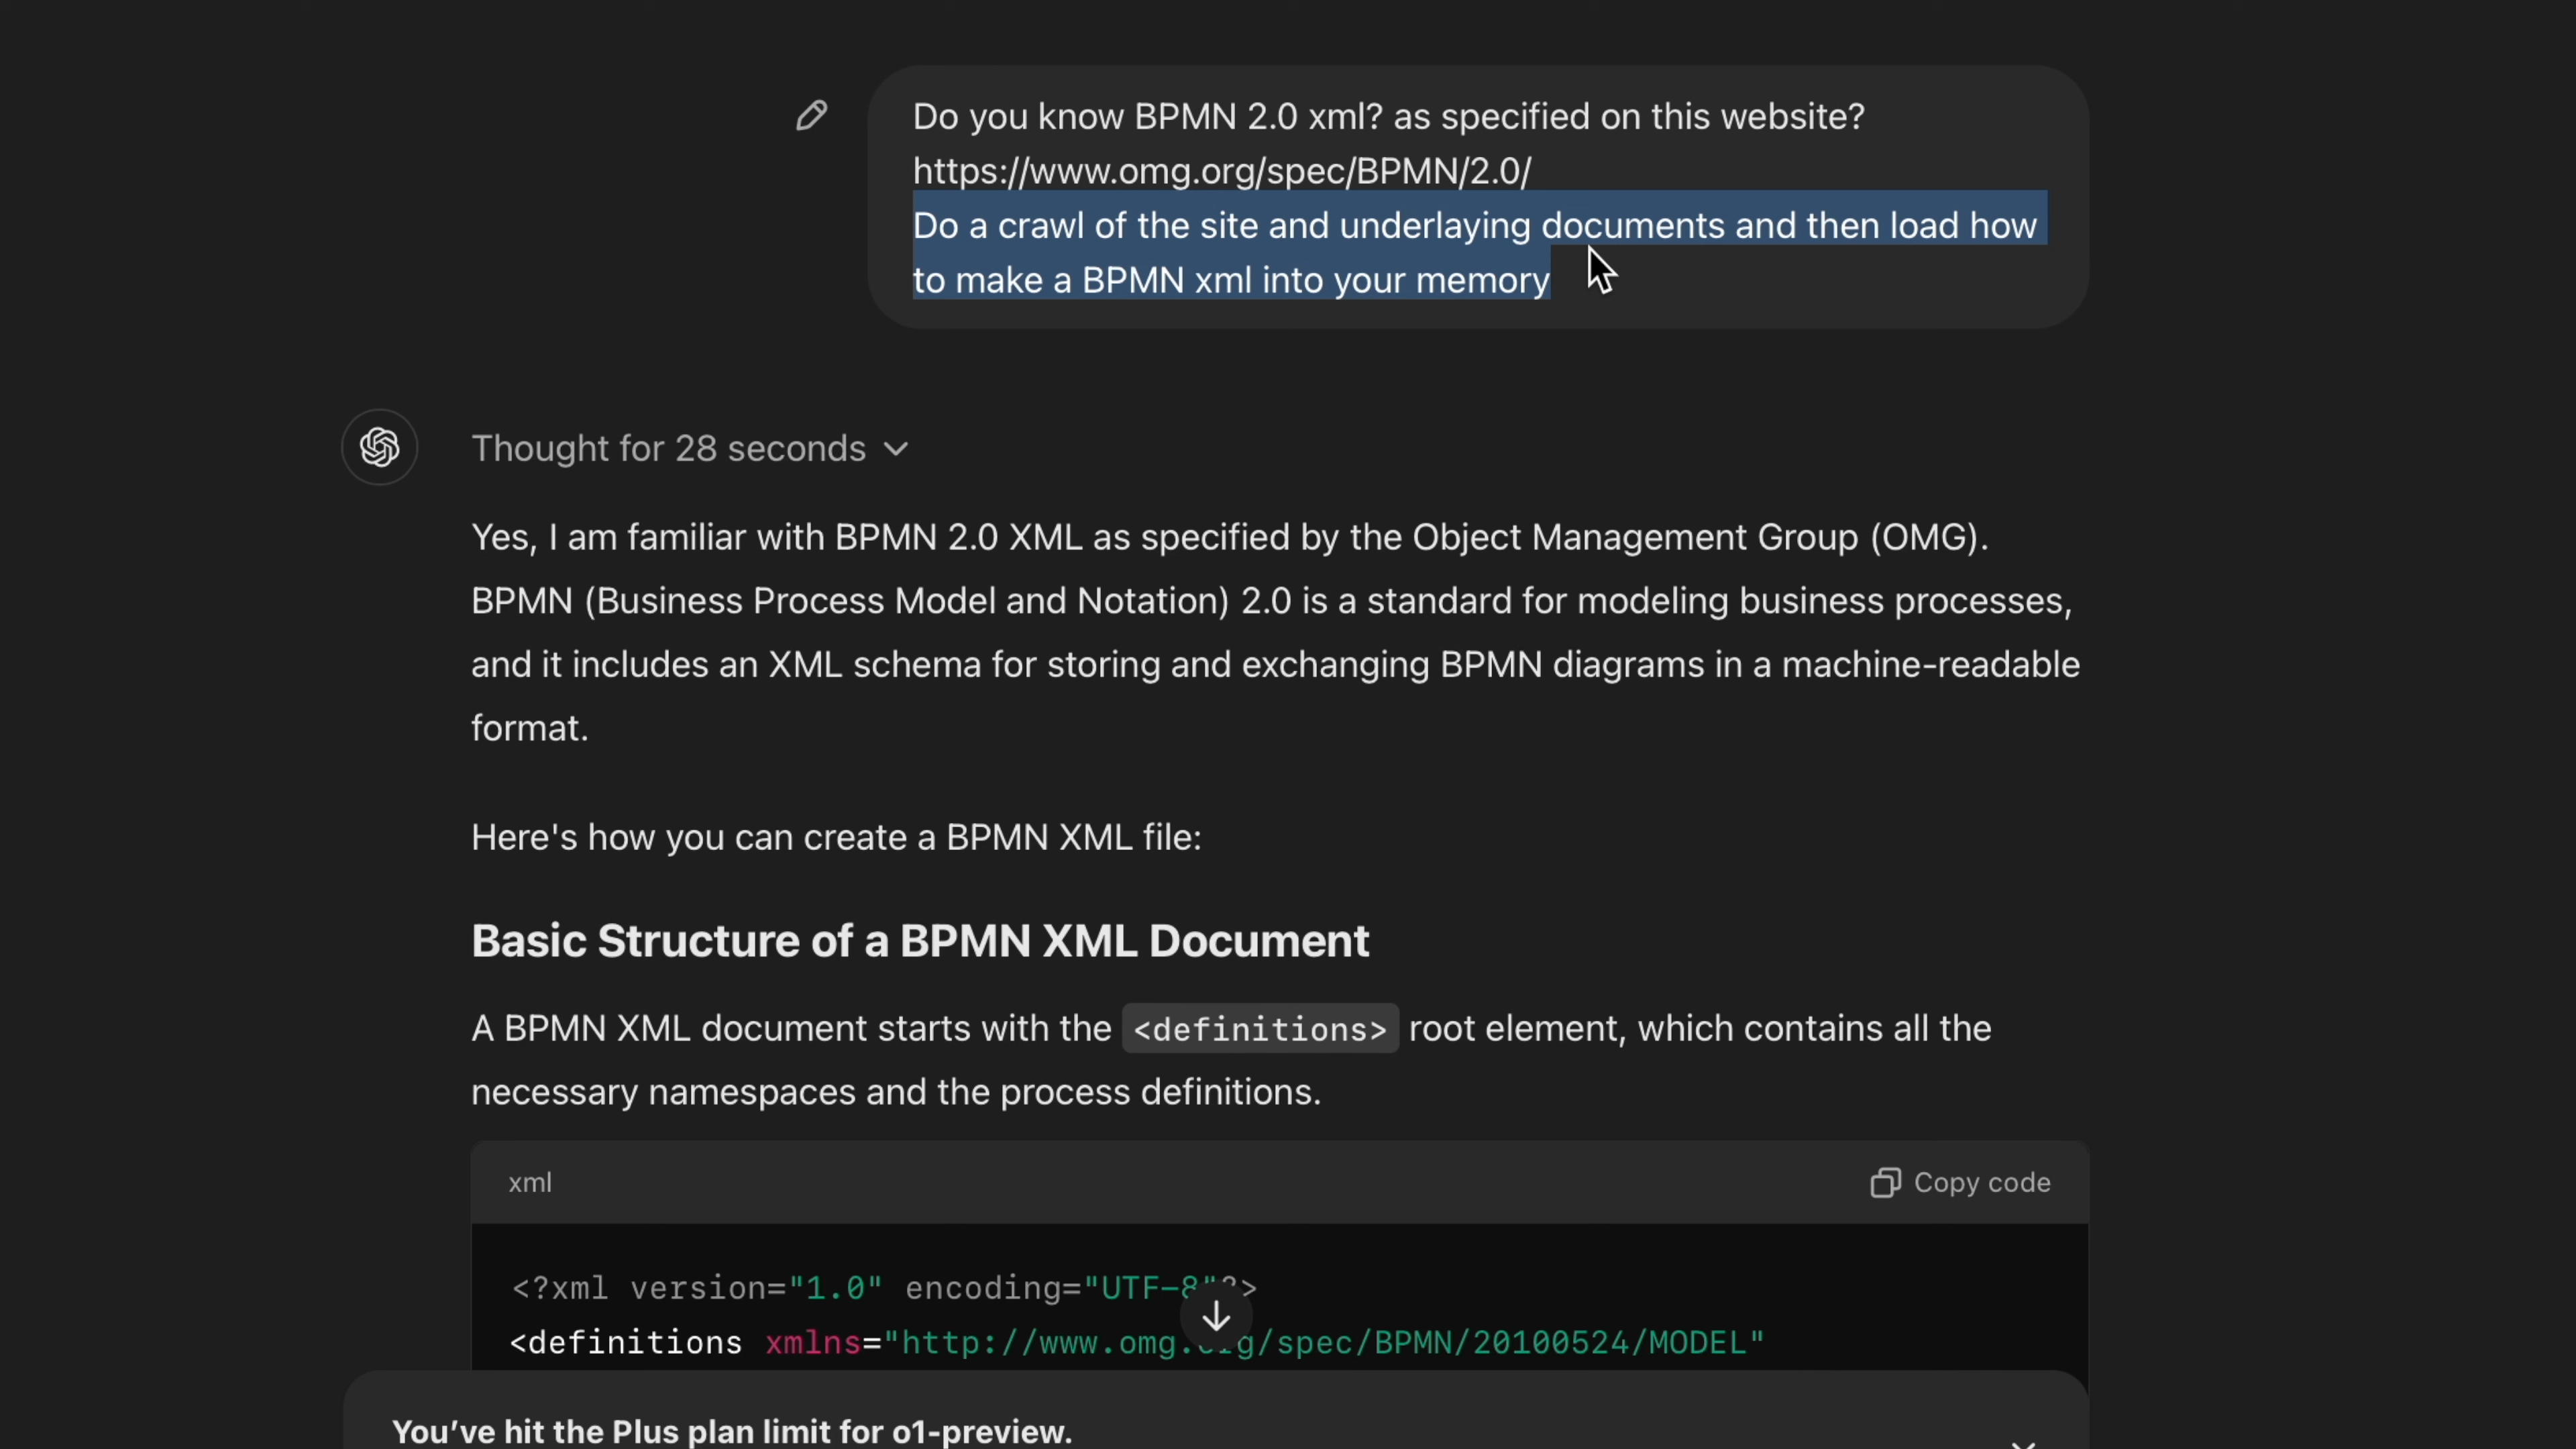 Do you know BPMN 2.0 xml? as specified on this website?
https://www.omg.org/spec/BPMN/2.0/
Do a crawl of the site and underlaying documents and then load how
to make a BPMN xml into your memory
Thought for 28 seconds
Yes, I am familiar with BPMN 2.0 XML as specified by the Object Management Group (OMG).
BPMN (Business Process Model and Notation) 2.0 is a standard for modeling business processes,
and it includes an XML schema for storing and exchanging BPMN diagrams in a machine-readable
format.
Here's how you can create a BPMN XML file:
Basic Structure of a BPMN XML Document
A BPMN XML document starts with the <definitions> root element, which contains all the
necessary namespaces and the process definitions.
xml
Copy code
<?xml version="1.0" encoding="UTF-8"?>
<definitions xmlns="http://www.omg.org/spec/BPMN/20100524/MODEL"
You've hit the Plus plan limit for o1-preview.